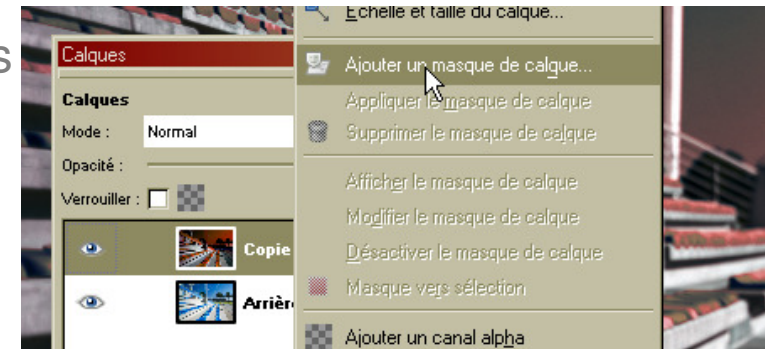 s
Echelle et taille du calque...
Calques
Ajouter un masque de calque...
Calques
Appliquer le masque de calque
Mode :
Normal
Supprimer le masque de calque
Opacité :
Afficher le masque de calque
Verrouiller :
Modifier le masque de calque
Copie
Désactiver le masque de calque
Masque vers sélection
Arrièr
Ajouter un canal alpha